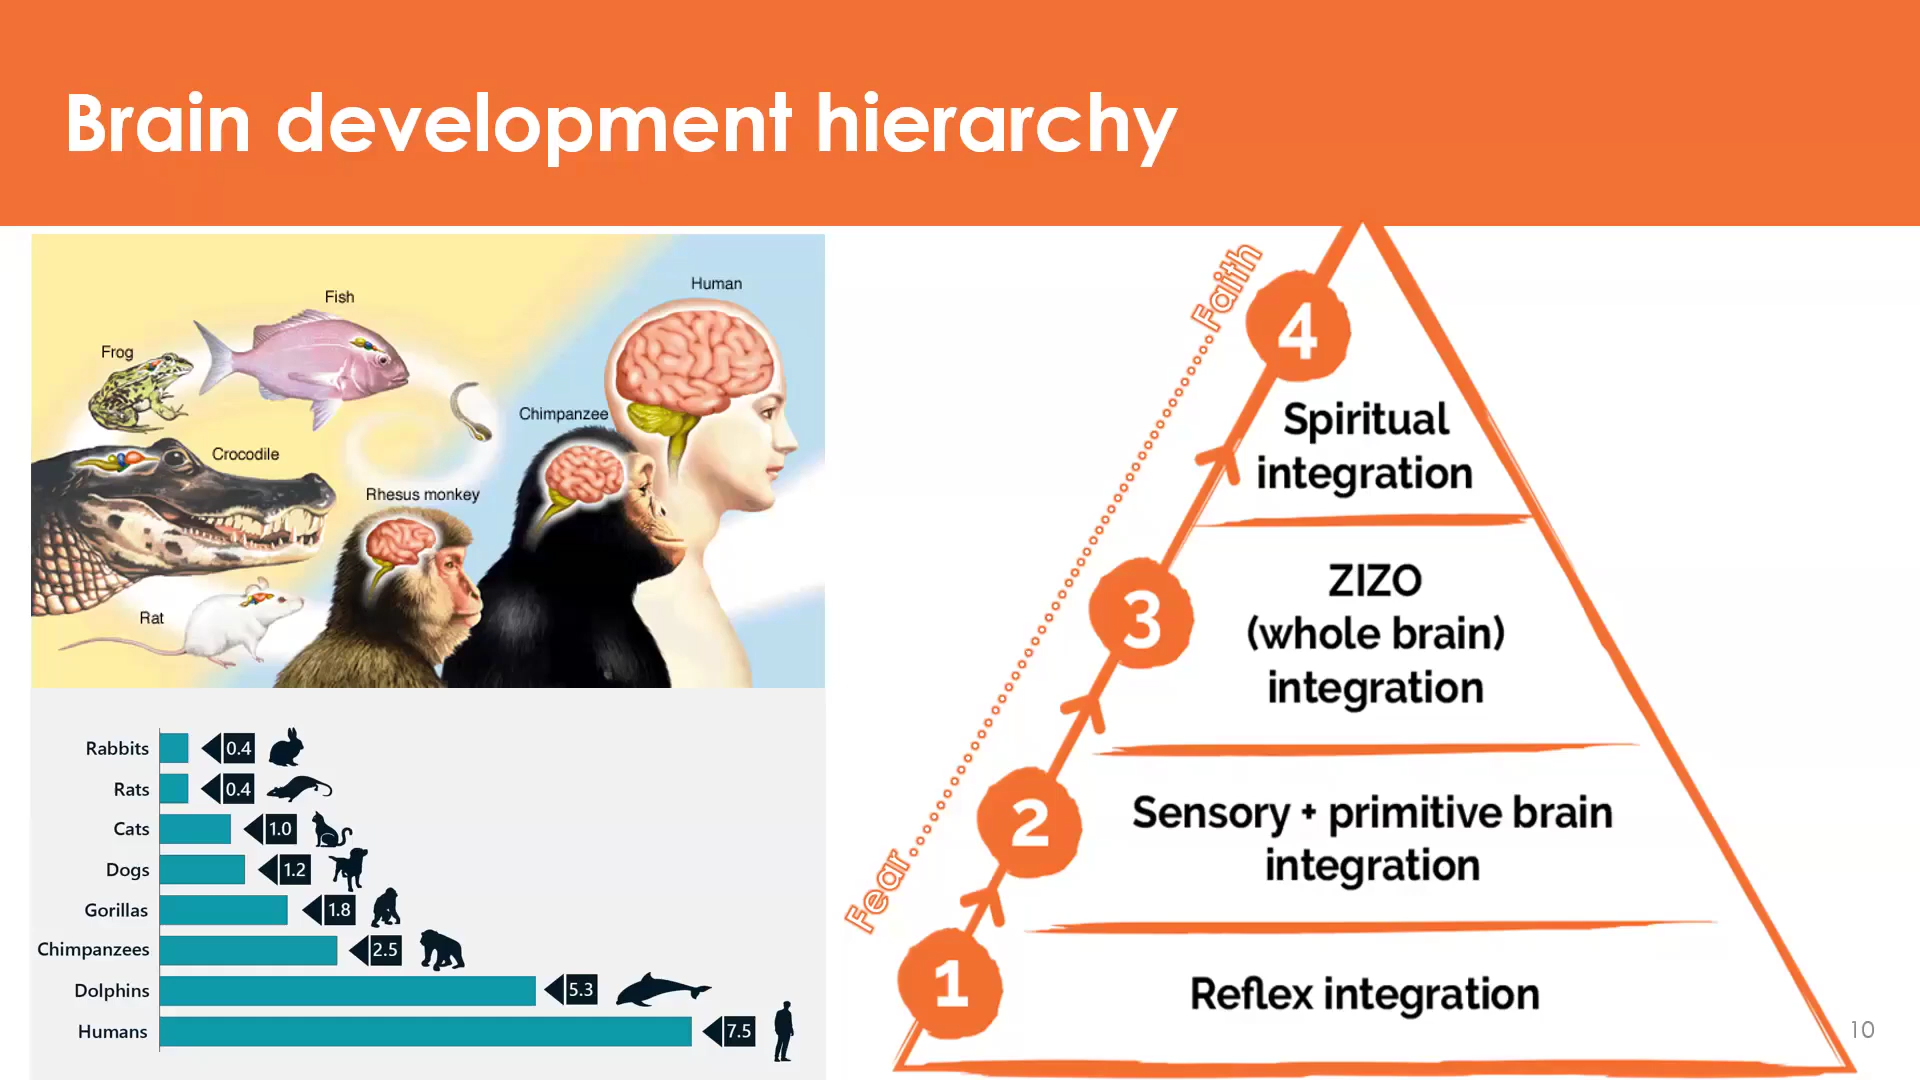 Brain development hierarchy
Fish
Human
Frog
Chimpanzee
Crocodile
Rhesus monkey
Rat
Rabbits 0.4
Rats 0.4
Cats 1.0
Dogs 1.2
Gorillas 1.8
Chimpanzees 2.5
Dolphins 5.3
Humans 7.5
Fear
Faith
4
Spiritual
integration
3
ZIZO
(whole brain)
integration
2
Sensory + primitive brain
integration
1
Reflex integration
10